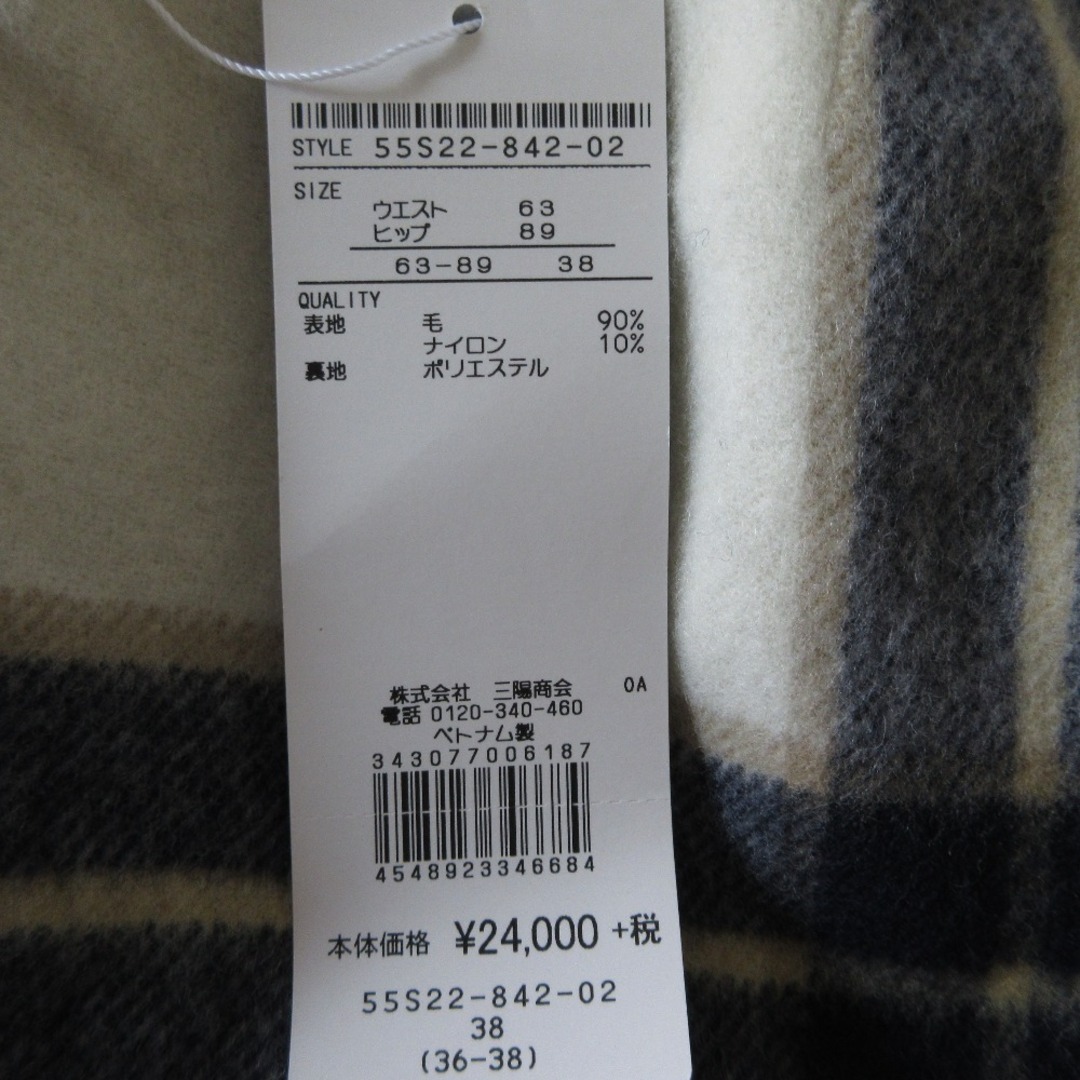 STYLE 55S22-842-02
SIZE
ウエスト 63
ヒップ 89
63-89 38
QUALITY
表地 毛 90%
ナイロン 10%
裏地 ポリエステル
株式会社 三陽商会 0A
電話 0120-340-460
ベトナム製
343077006187
4548923346684
本体価格 ¥24,000 +税
55S22-842-02
38
(36-38)